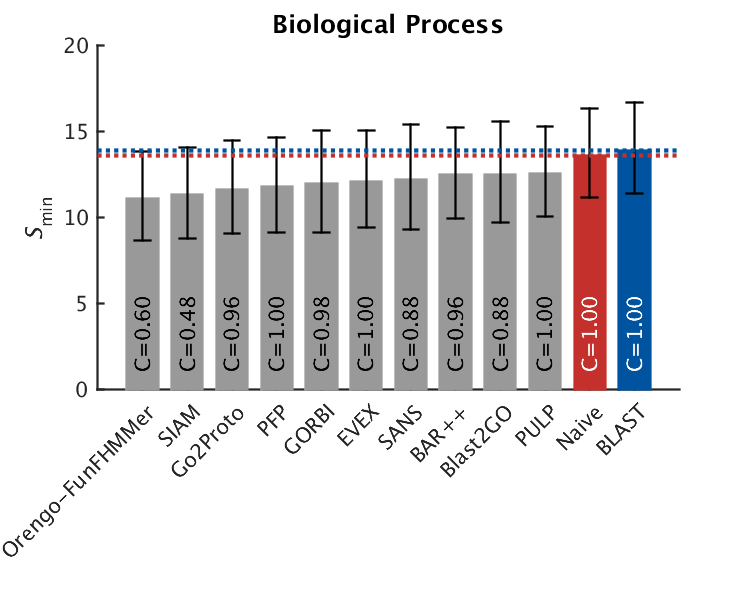 Biological Process
20
15
10
5
0
Smin
C=0.60
C=0.48
C=0.96
C=1.00
C=0.98
C=1.00
C=0.88
C=0.96
C=0.88
C=1.00
C=1.00
C=1.00
Orengo-FunFHMMer
SIAM
Go2Proto
PFP
GORBI
EVEX
SANS
BAR++
Blast2GO
PULP
Naive
BLAST